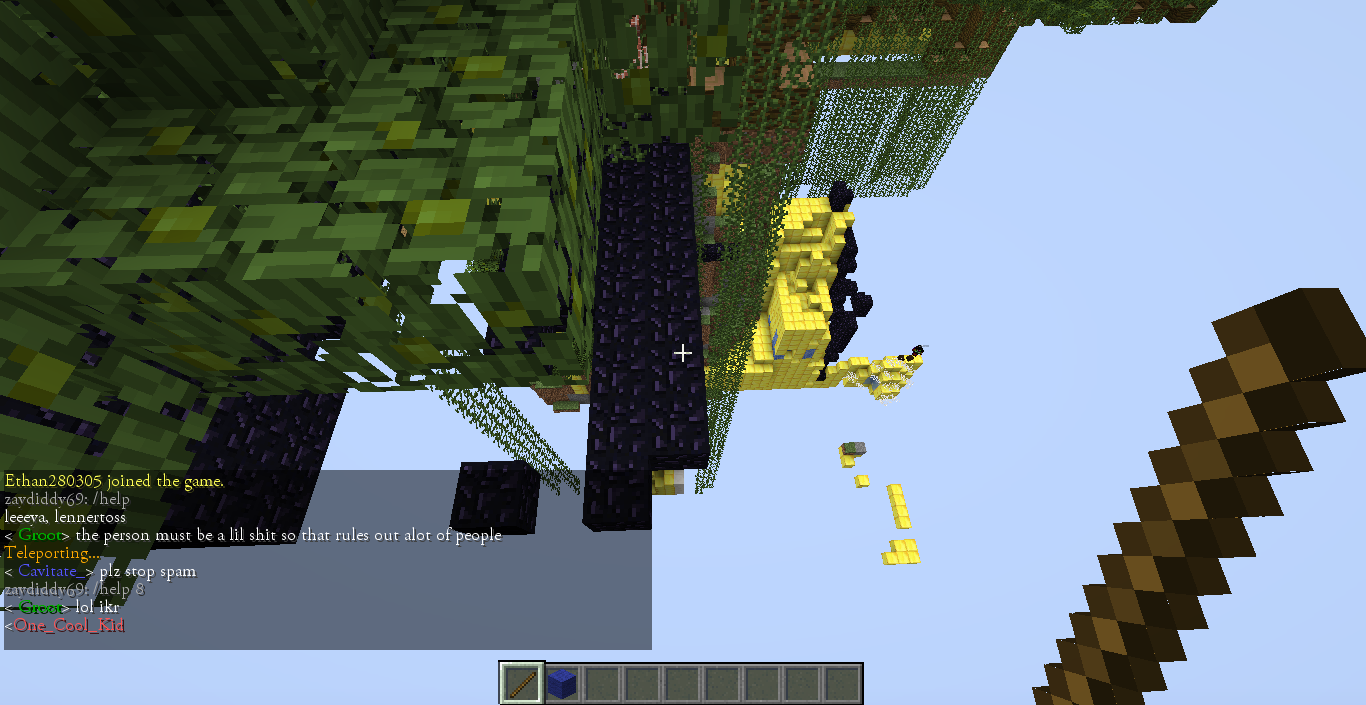 Ethan280305 joined the game.
zaydiddy69: /help
leeeya, lennertoss
< Groot> the person must be a lil shit so that rules out alot of people
Teleporting...
< Cavitate_> plz stop spam
zaydiddy69: /help 8
< Groot> lol ikr
<One_Cool_Kid